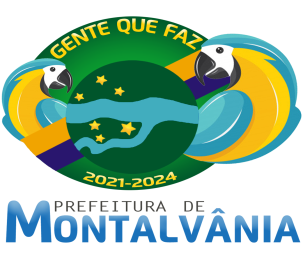 GENTE QUE FAZ
2021-2024
PREFEITURA DE
MONTALVÂNIA